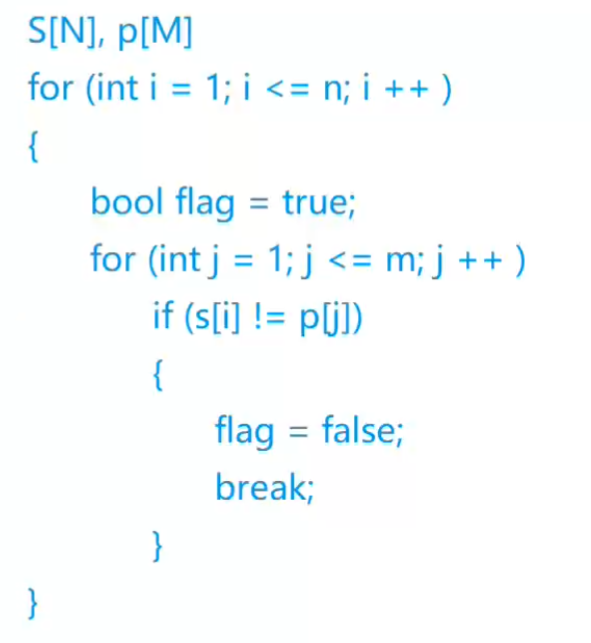 S[N], p[M]
for (int i = 1; i <= n; i ++ )
{
bool flag = true;
for (int j = 1; j <= m; j ++ )
if (s[i] != p[j])
{
flag = false;
break;
}
}